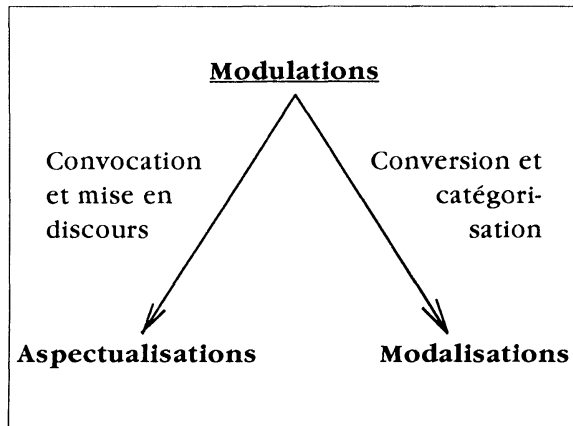 Modulations
Convocation
et mise en
discours
Conversion et
catégori-
sation
Aspectualisations
Modalisations